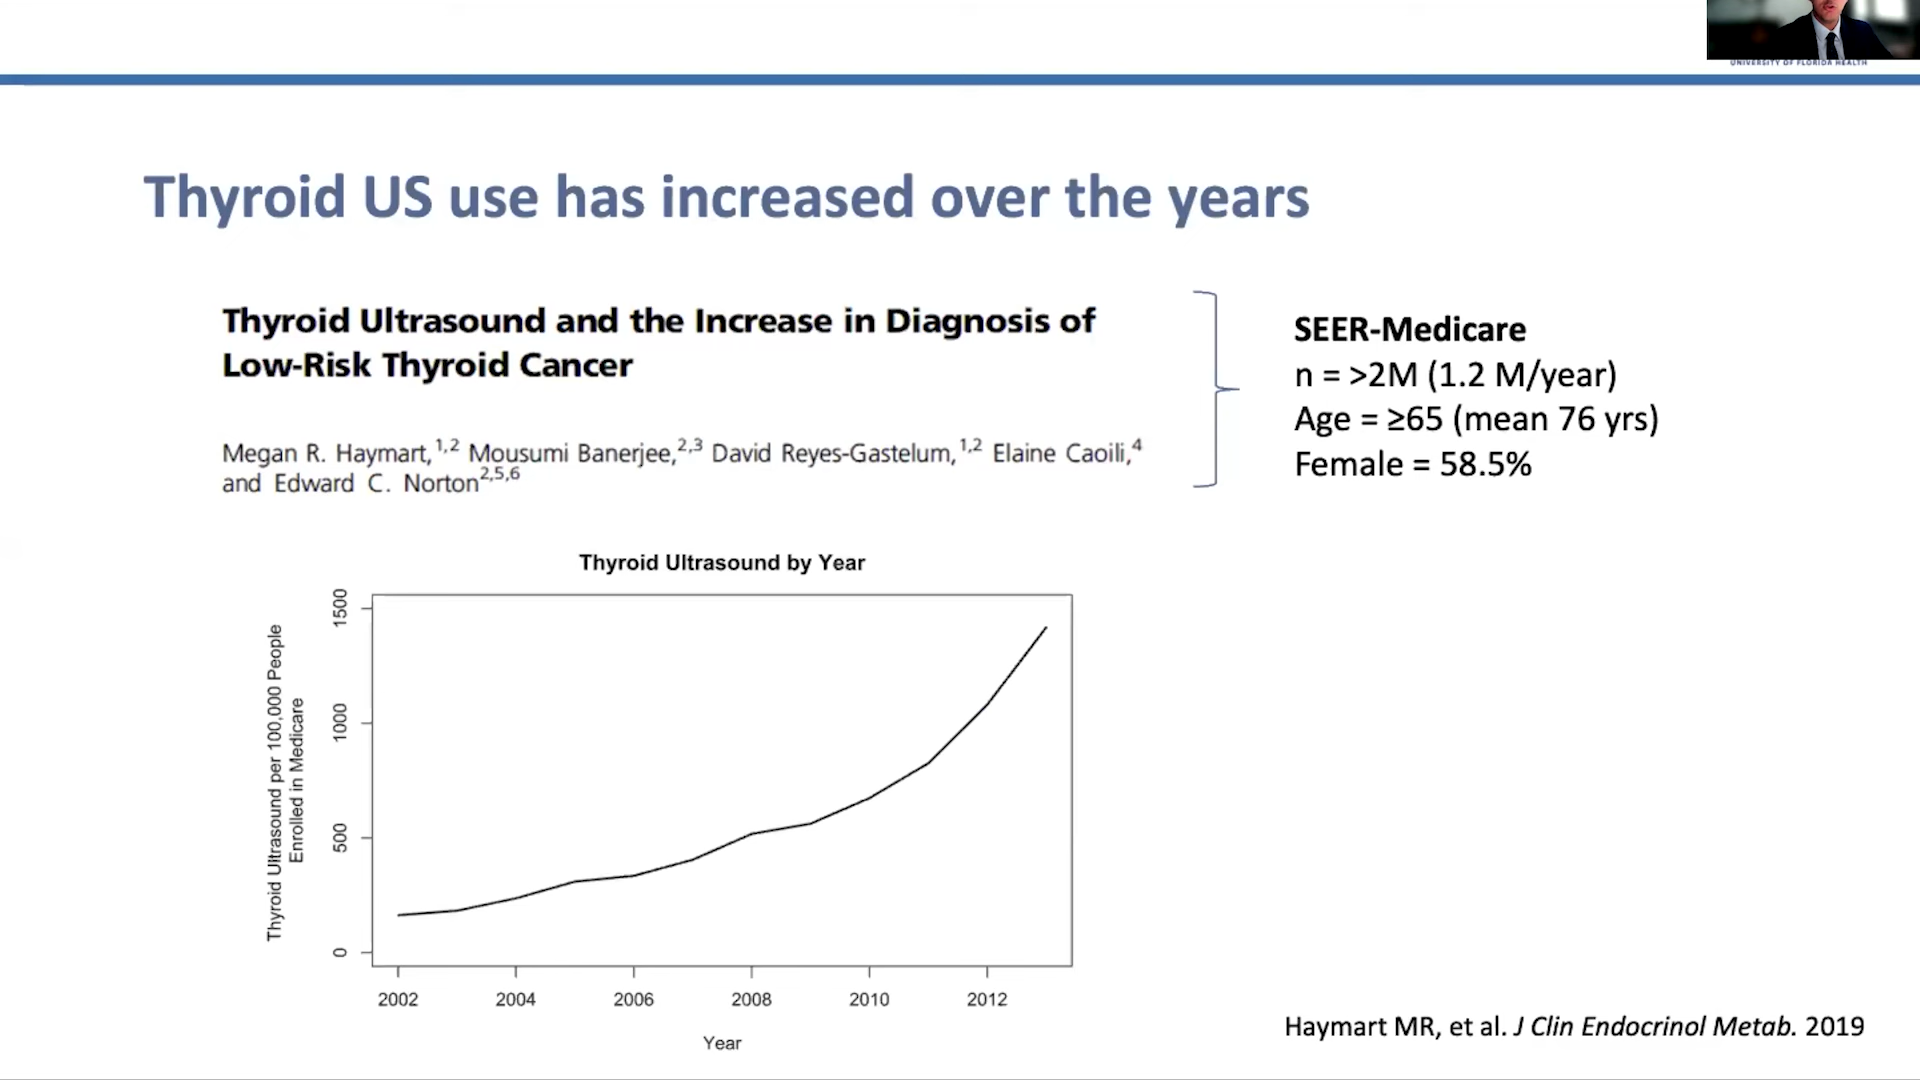 UNIVERSITY OF FLORIDA HEALTH
Thyroid US use has increased over the years
Thyroid Ultrasound and the Increase in Diagnosis of
Low-Risk Thyroid Cancer
Megan R. Haymart,1,2 Mousumi Banerjee,2,3 David Reyes-Gastelum,1,2 Elaine Caoili,4
and Edward C. Norton2,5,6
SEER-Medicare
n = >2M (1.2 M/year)
Age = ≥65 (mean 76 yrs)
Female = 58.5%
Thyroid Ultrasound by Year
Thyroid Ultrasound per 100,000 People
Enrolled in Medicare
1500
1000
500
0
2002 2004 2006 2008 2010 2012
Year
Haymart MR, et al. J Clin Endocrinol Metab. 2019